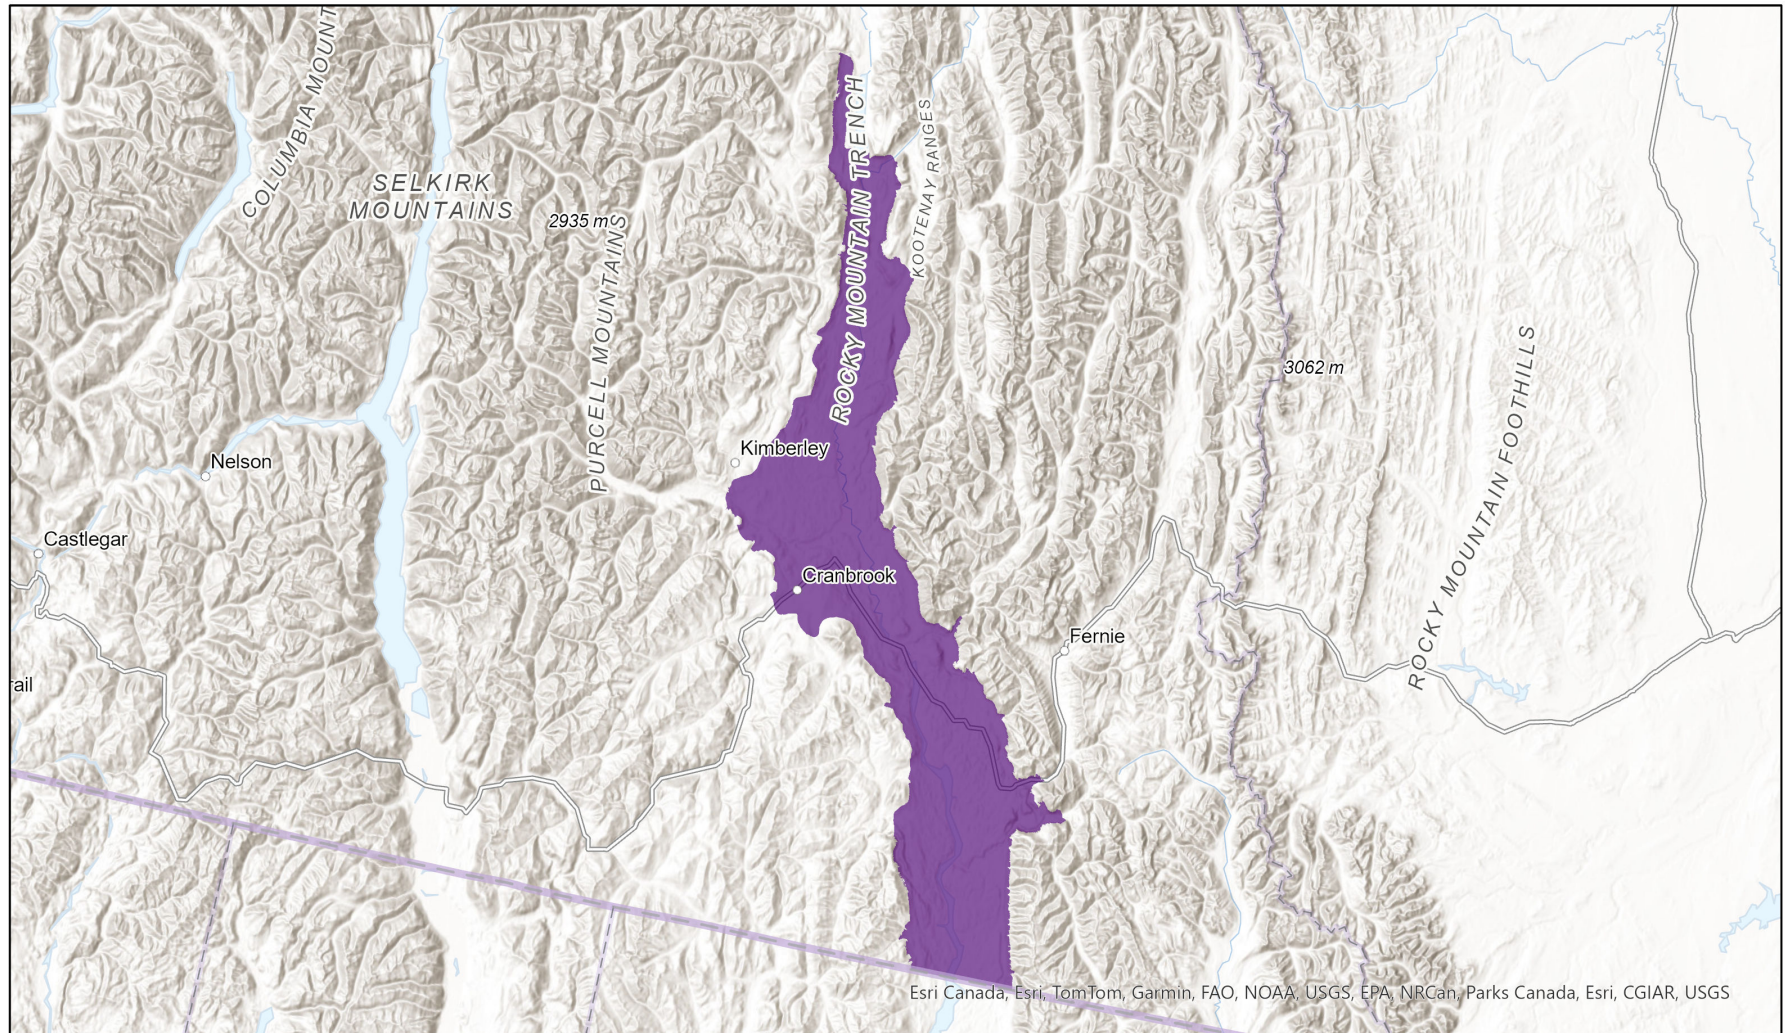 COLUMBIA MOUNT
SELKIRK
MOUNTAINS
2935 m
PURCELL MOUNTAINS
ROCKY MOUNTAIN TRENCH
KOOTENAY RANGES
3062 m
ROCKY MOUNTAIN FOOTHILLS
Kimberley
Nelson
Castlegar
Cranbrook
Fernie
rail
Esri Canada, Esri, TomTom, Garmin, FAO, NOAA, USGS, EPA, NRCan, Parks Canada, Esri, CGIAR, USGS